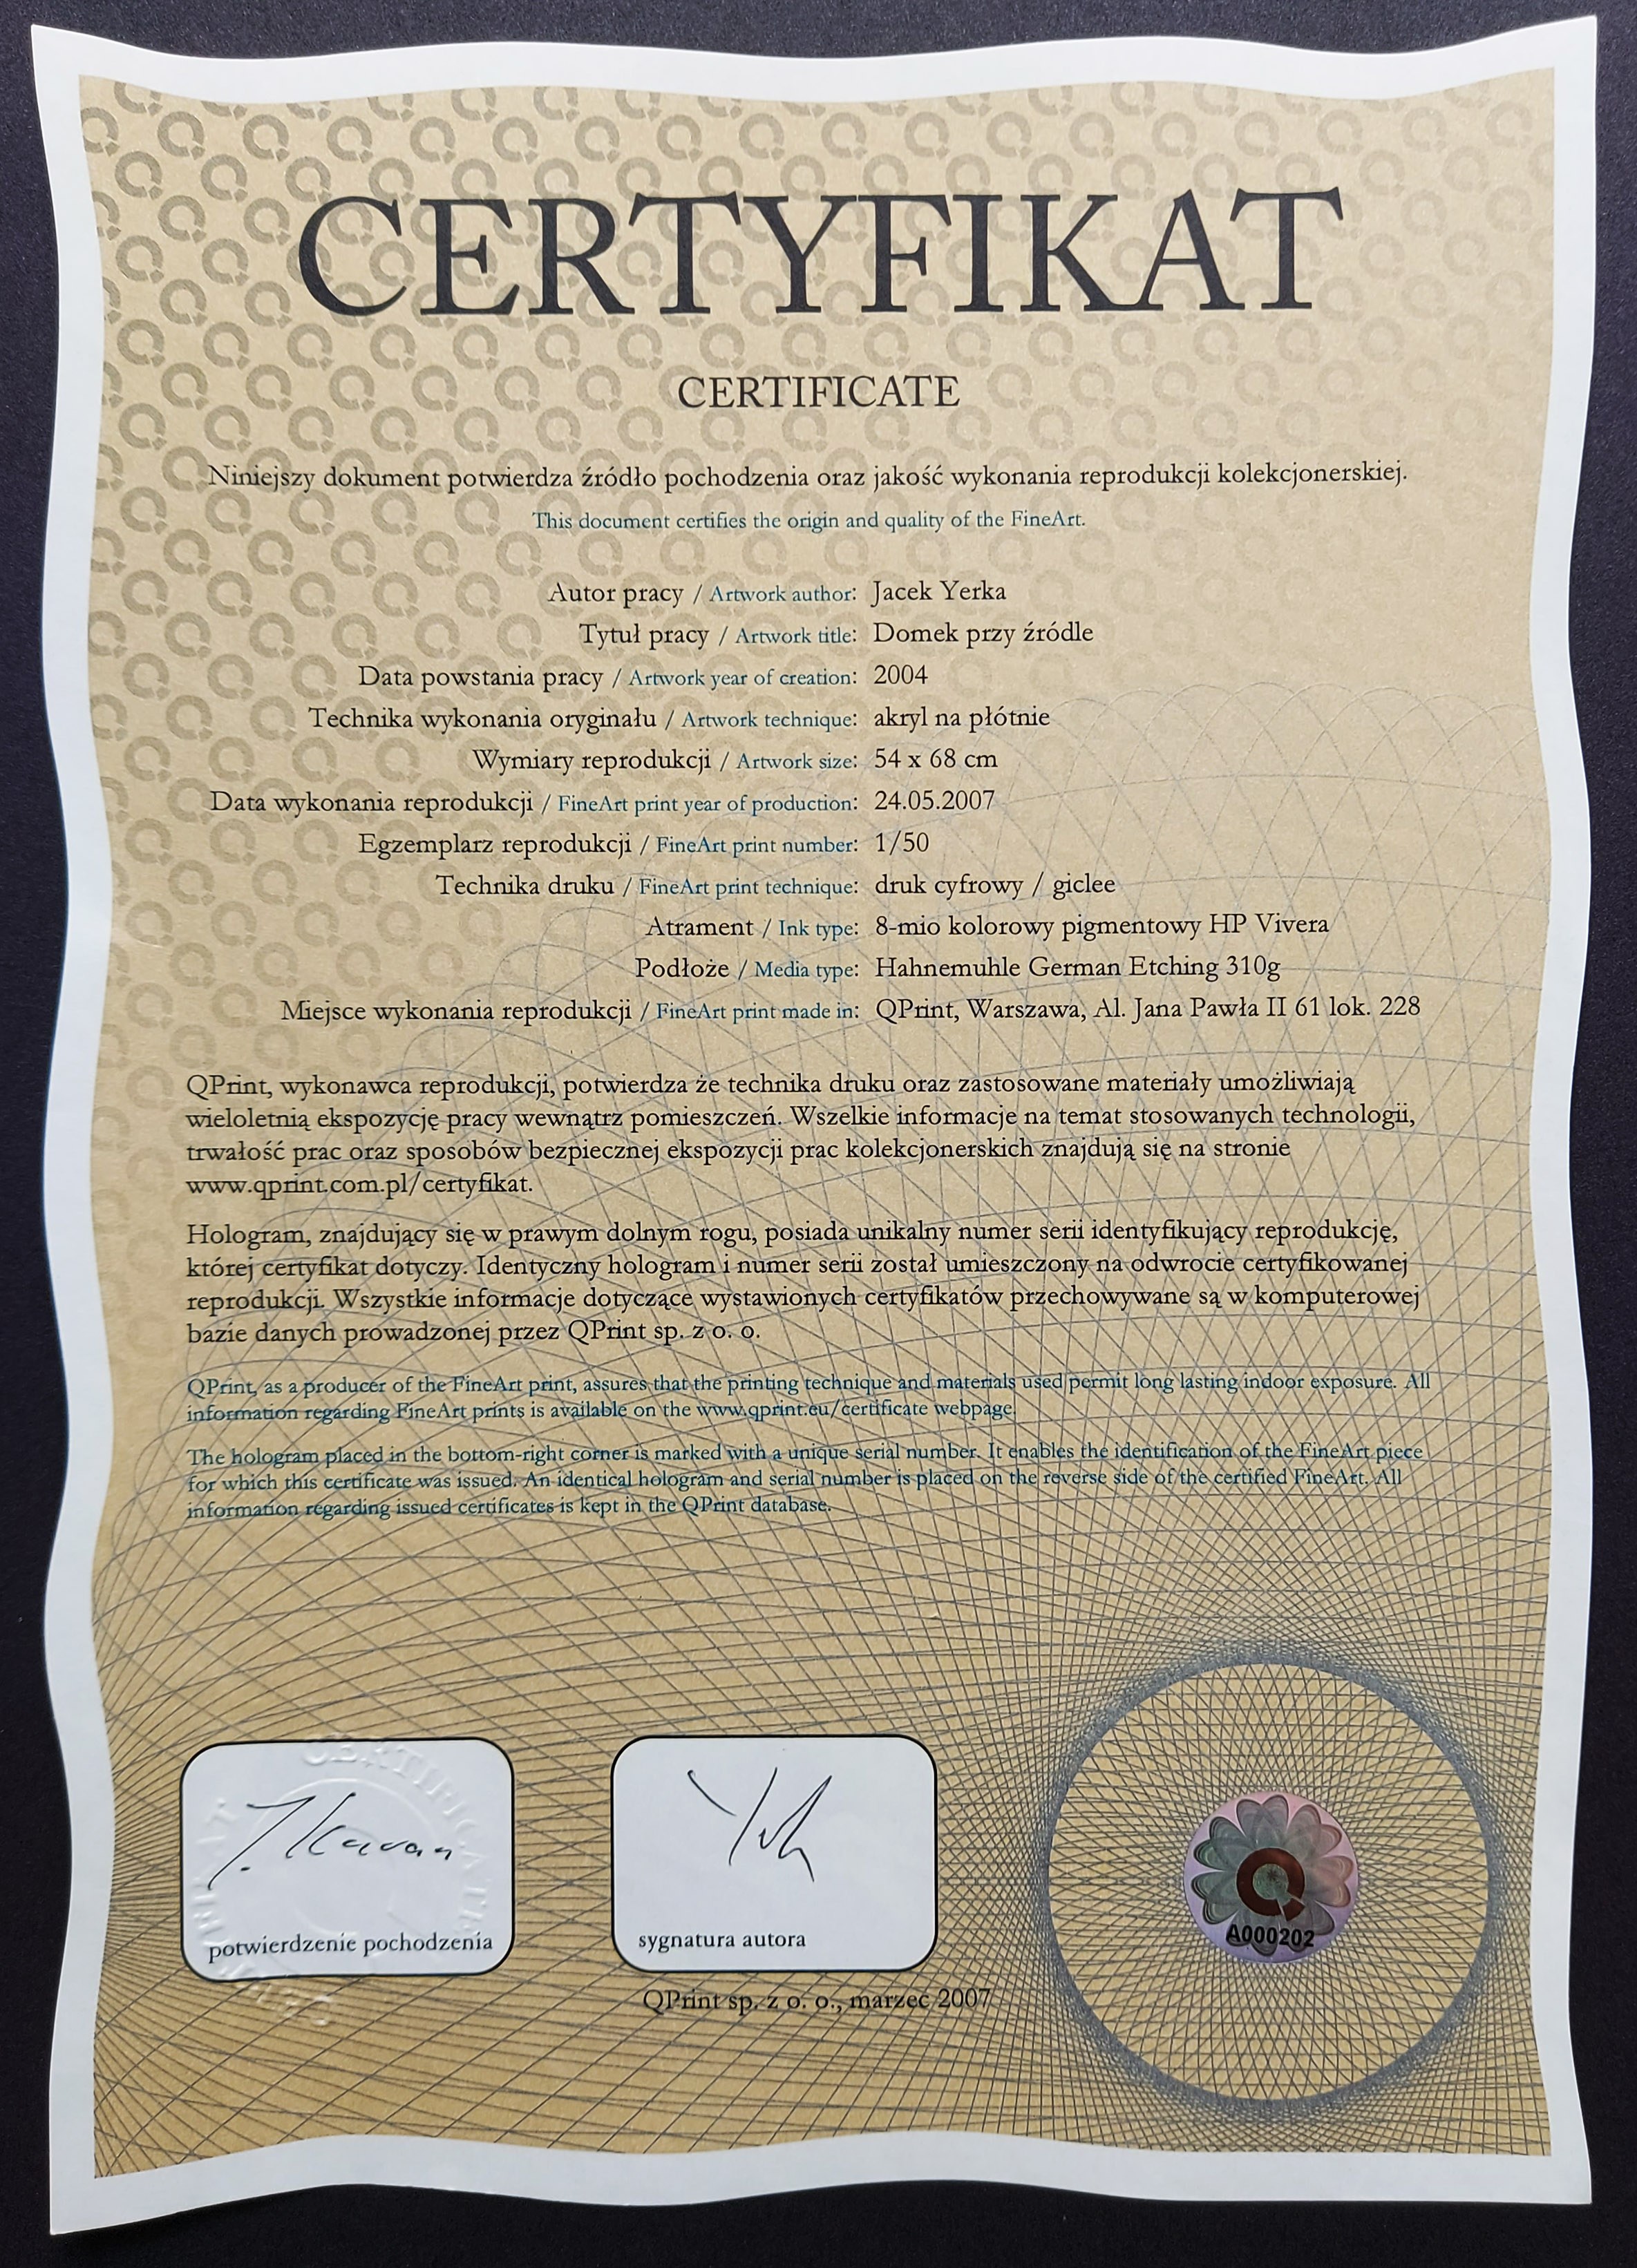 CERTYFIKAT
CERTIFICATE
Niniejszy dokument potwierdza źródło pochodzenia oraz jakość wykonania reprodukcji kolekcjonerskiej.
This document certifies the origin and quality of the FineArt.
Autor pracy / Artwork author: Jacek Yerka
Tytuł pracy / Artwork title: Domek przy źródle
Data powstania pracy / Artwork year of creation: 2004
Technika wykonania oryginału / Artwork technique: akryl na płótnie
Wymiary reprodukcji / Artwork size: 54 x 68 cm
Data wykonania reprodukcji / FineArt print year of production: 24.05.2007
Egzemplarz reprodukcji / FineArt print number: 1/50
Technika druku / FineArt print technique: druk cyfrowy / giclee
Atrament / Ink type: 8-mio kolorowy pigmentowy HP Vivera
Podłoże / Media type: Hahnemuhle German Etching 310g
Miejsce wykonania reprodukcji / FineArt print made in: QPrint, Warszawa, Al. Jana Pawła II 61 lok. 228
QPrint, wykonawca reprodukcji, potwierdza że technika druku oraz zastosowane materiały umożliwiają
wieloletnią ekspozycję pracy wewnątrz pomieszczeń. Wszelkie informacje na temat stosowanych technologii,
trwałość prac oraz sposobów bezpiecznej ekspozycji prac kolekcjonerskich znajdują się na stronie
www.qprint.com.pl/certyfikat.
Hologram, znajdujący się w prawym dolnym rogu, posiada unikalny numer serii identyfikujący reprodukcję,
której certyfikat dotyczy. Identyczny hologram i numer serii został umieszczony na odwrocie certyfikowanej
reprodukcji. Wszystkie informacje dotyczące wystawionych certyfikatów przechowywane są w komputerowej
bazie danych prowadzonej przez QPrint sp. z o. o.
QPrint, as a producer of the FineArt print, assures that the printing technique and materials used permit long lasting indoor exposure. All
information regarding FineArt prints is available on the www.qprint.eu/certificate webpage.
The hologram placed in the bottom-right corner is marked with a unique serial number. It enables the identification of the FineArt piece
for which this certificate was issued. An identical hologram and serial number is placed on the reverse side of the certified FineArt. All
information regarding issued certificates is kept in the QPrint database.
CERTIFICATE
potwierdzenie pochodzenia
sygnatura autora
A000202
QPrint sp. z o. o., marzec 2007